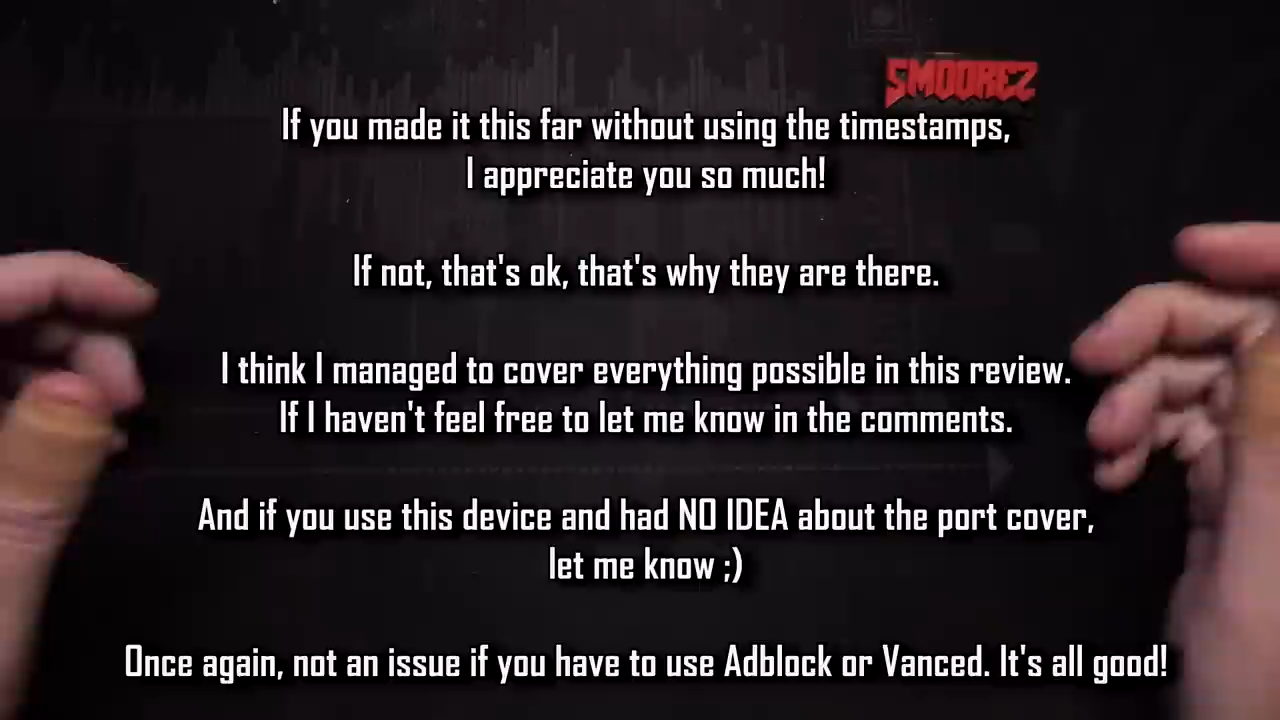 SMOOREZ
If you made it this far without using the timestamps,
I appreciate you so much!
If not, that's ok, that's why they are there.
I think I managed to cover everything possible in this review.
If I haven't feel free to let me know in the comments.
And if you use this device and had NO IDEA about the port cover,
let me know ;)
Once again, not an issue if you have to use Adblock or Vanced. It's all good!